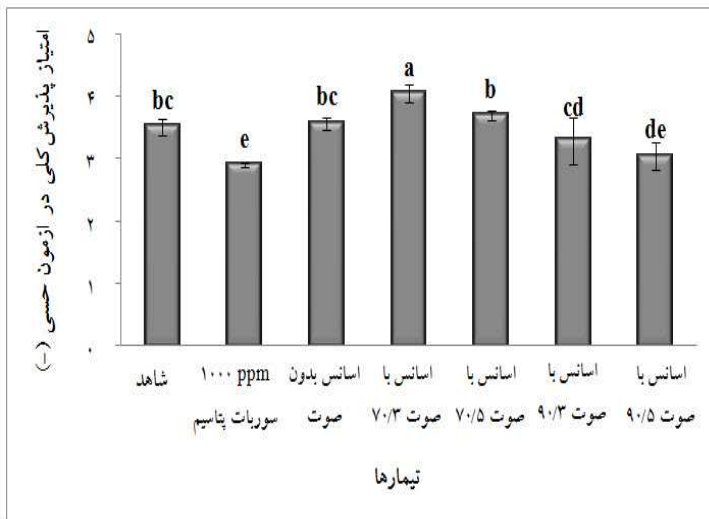 امتیاز پذیرش کلی در ازمون حسی (-)
۵
۴
۳
۲
۱
۰
bc
e
bc
a
b
cd
de
شاهد
۱۰۰۰ ppm
سوربات پتاسیم
اسانس بدون
صوت
اسانس با
صوت ۷۰/۳
اسانس با
صوت ۷۰/۵
اسانس با
صوت ۹۰/۳
اسانس با
صوت ۹۰/۵
تیمارها